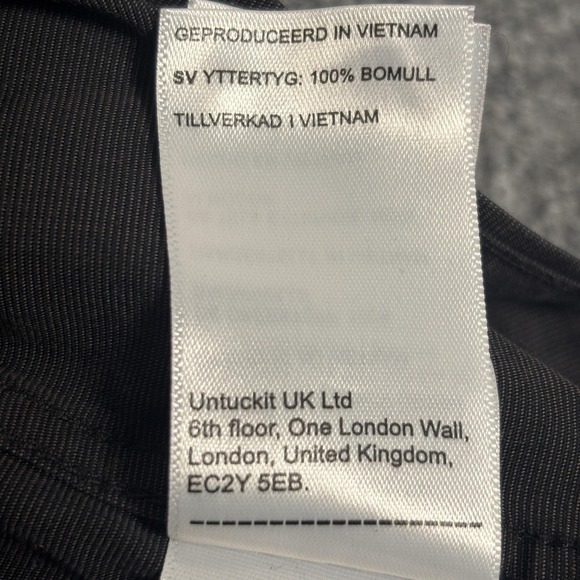 GEPRODUCEERD IN VIETNAM
SV YTTERTYG: 100% BOMULL
TILLVERKAD I VIETNAM
Untuckit UK Ltd
6th floor, One London Wall,
London, United Kingdom,
EC2Y 5EB.